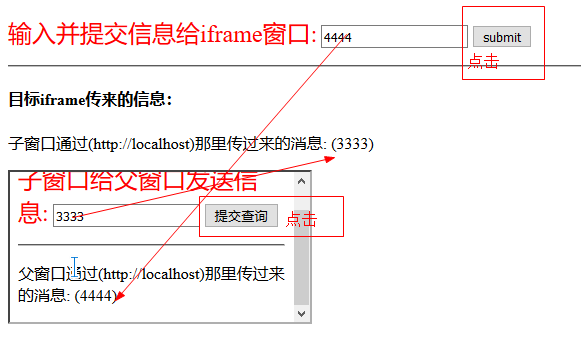 输入并提交信息给iframe窗口: 4444 submit
点击
目标iframe传来的信息:
子窗口通过(http://localhost)那里传过来的消息: (3333)
子窗口给父窗口发送信
息: 3333 提交查询 点击
父窗口通过(http://localhost)那里传过来
的消息: (4444)